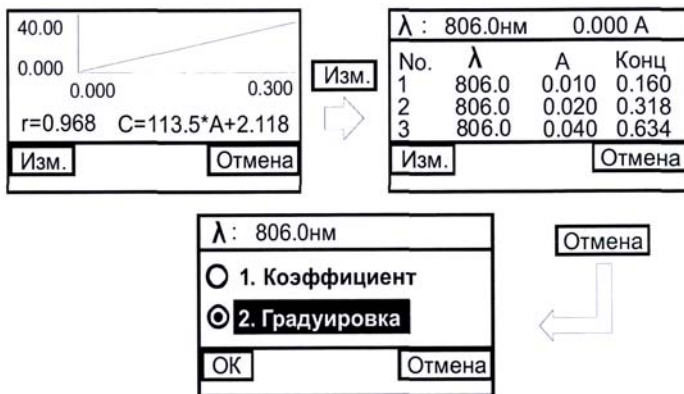 40.00
0.000
0.000 0.300
r=0.968 C=113.5*A+2.118
Изм. Отмена
Изм.
λ : 806.0нм 0.000 A
No. λ A Конц
1 806.0 0.010 0.160
2 806.0 0.020 0.318
3 806.0 0.040 0.634
Изм. Отмена
λ : 806.0нм
1. Коэффициент
2. Градуировка
ОК Отмена
Отмена